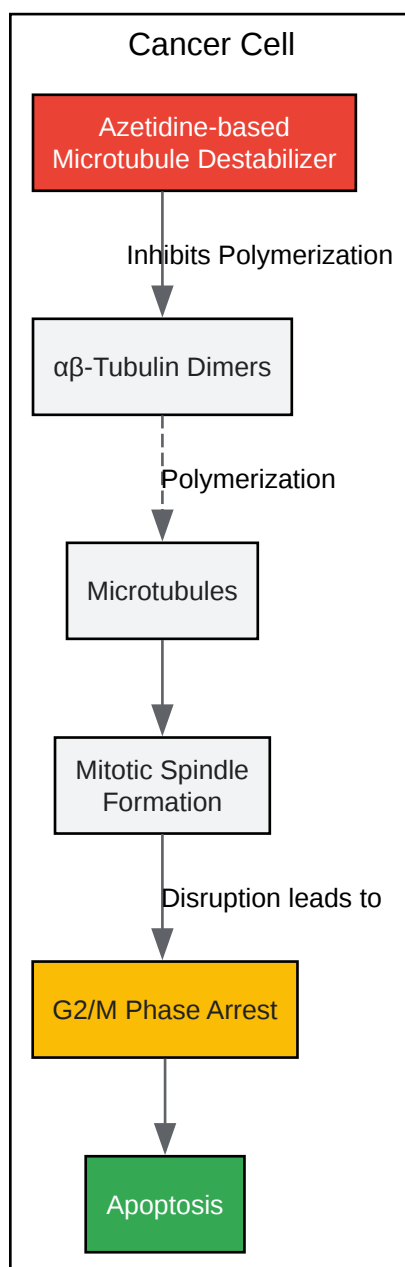 Cancer Cell
Azetidine-based
Microtubule Destabilizer
Inhibits Polymerization
αβ-Tubulin Dimers
Polymerization
Microtubules
Mitotic Spindle
Formation
Disruption leads to
G2/M Phase Arrest
Apoptosis